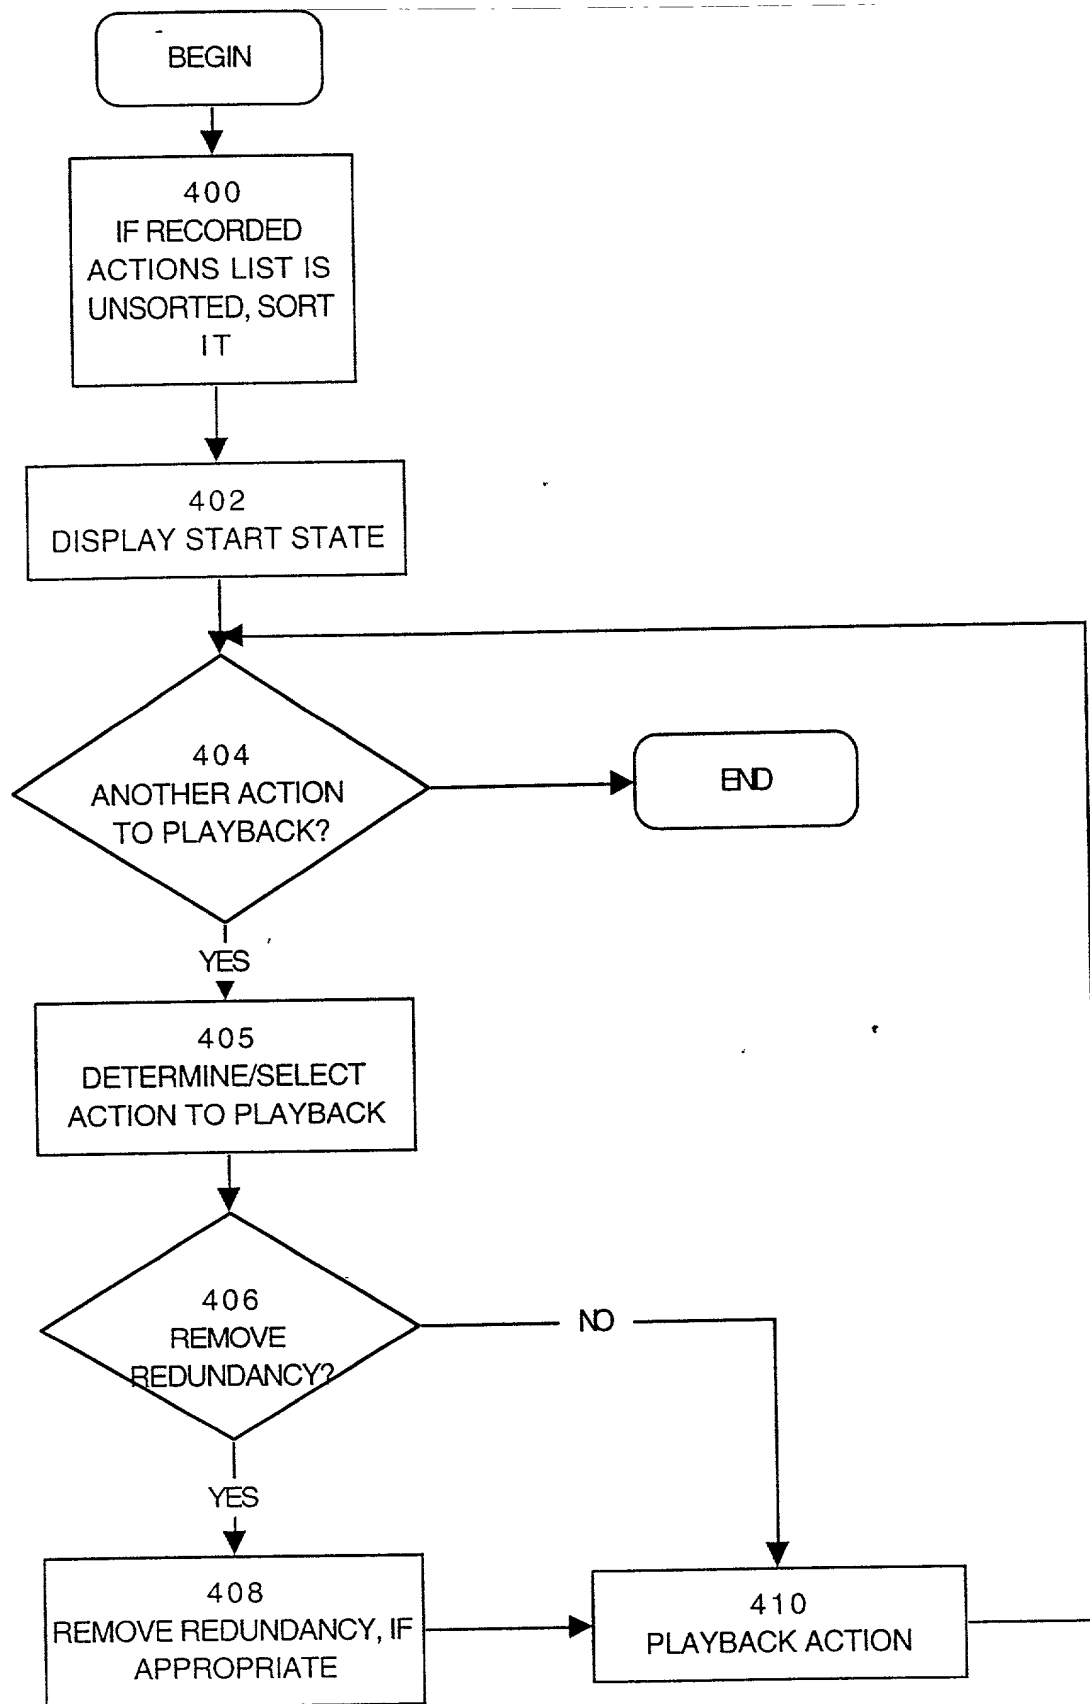 BEGIN
400
IF RECORDED
ACTIONS LIST IS
UNSORTED, SORT
IT
402
DISPLAY START STATE
404
ANOTHER ACTION
TO PLAYBACK?
END
YES
405
DETERMINE/SELECT
ACTION TO PLAYBACK
406
REMOVE
REDUNDANCY?
NO
YES
408
REMOVE REDUNDANCY, IF
APPROPRIATE
410
PLAYBACK ACTION